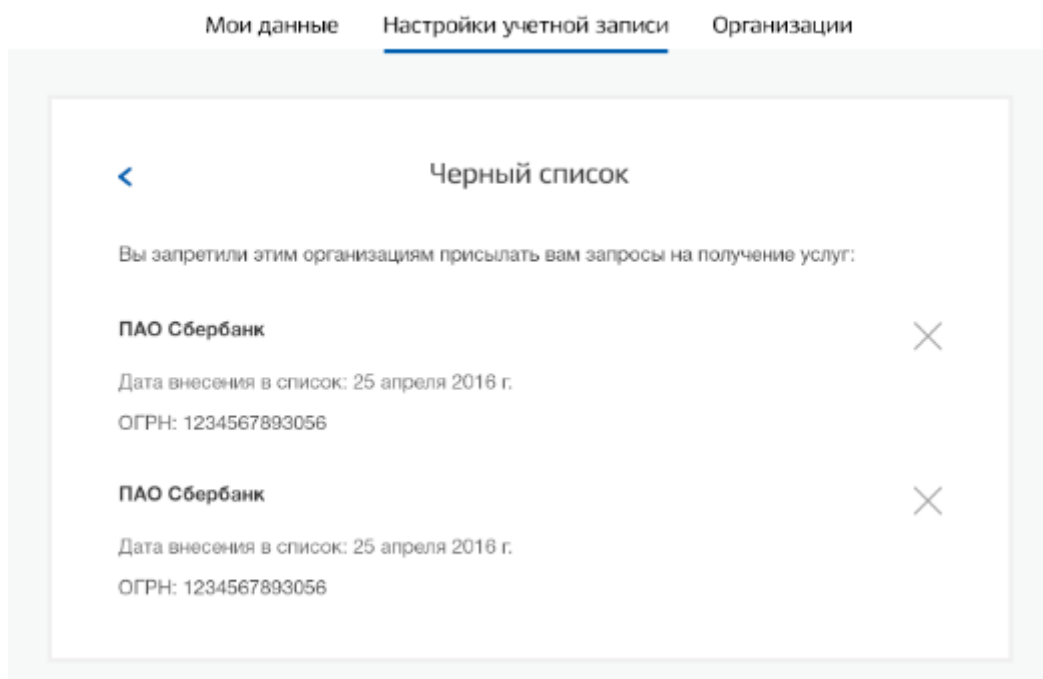 Мои данные Настройки учетной записи Организации
Черный список
Вы запретили этим организациям присылать вам запросы на получение услуг:
ПАО Сбербанк
Дата внесения в список: 25 апреля 2016 г.
ОГРН: 1234567893056
ПАО Сбербанк
Дата внесения в список: 25 апреля 2016 г.
ОГРН: 1234567893056